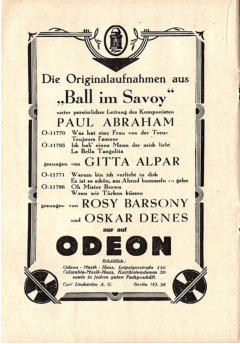 Die Originalaufnahmen aus
„Ball im Savoy"
unter persönlicher Leitung des Komponisten
PAUL ABRAHAM
O-11770 Was hat eine Frau von der Treue
Toujours l'amour
O-11785 Ich hab' einen Mann der mich liebt
La Bella Tangolita
gesungen von GITTA ALPAR
O-11771 Warum bin ich verliebt in dich
Es ist so schön, am Abend bummeln zu gehn
O-11786 Oh Mister Brown
Wenn wir Türken küssen
gesungen von ROSY BARSONY
und OSKAR DENES
nur auf
ODEON
Erhältlich:
Odeon-Musik-Haus, Leipzigerstraße 110
Columbia-Musik-Haus, Kurfürstendamm 29
sowie in jedem guten Fachgeschäft.
Carl Lindström A. G. Berlin SO. 36